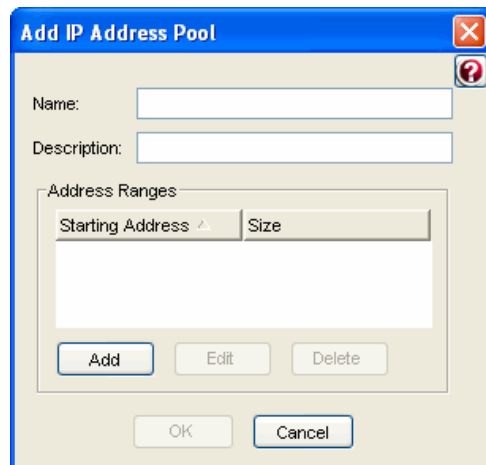 Add IP Address Pool
Name:
Description:
Address Ranges
Starting Address Size
Add Edit Delete
OK Cancel